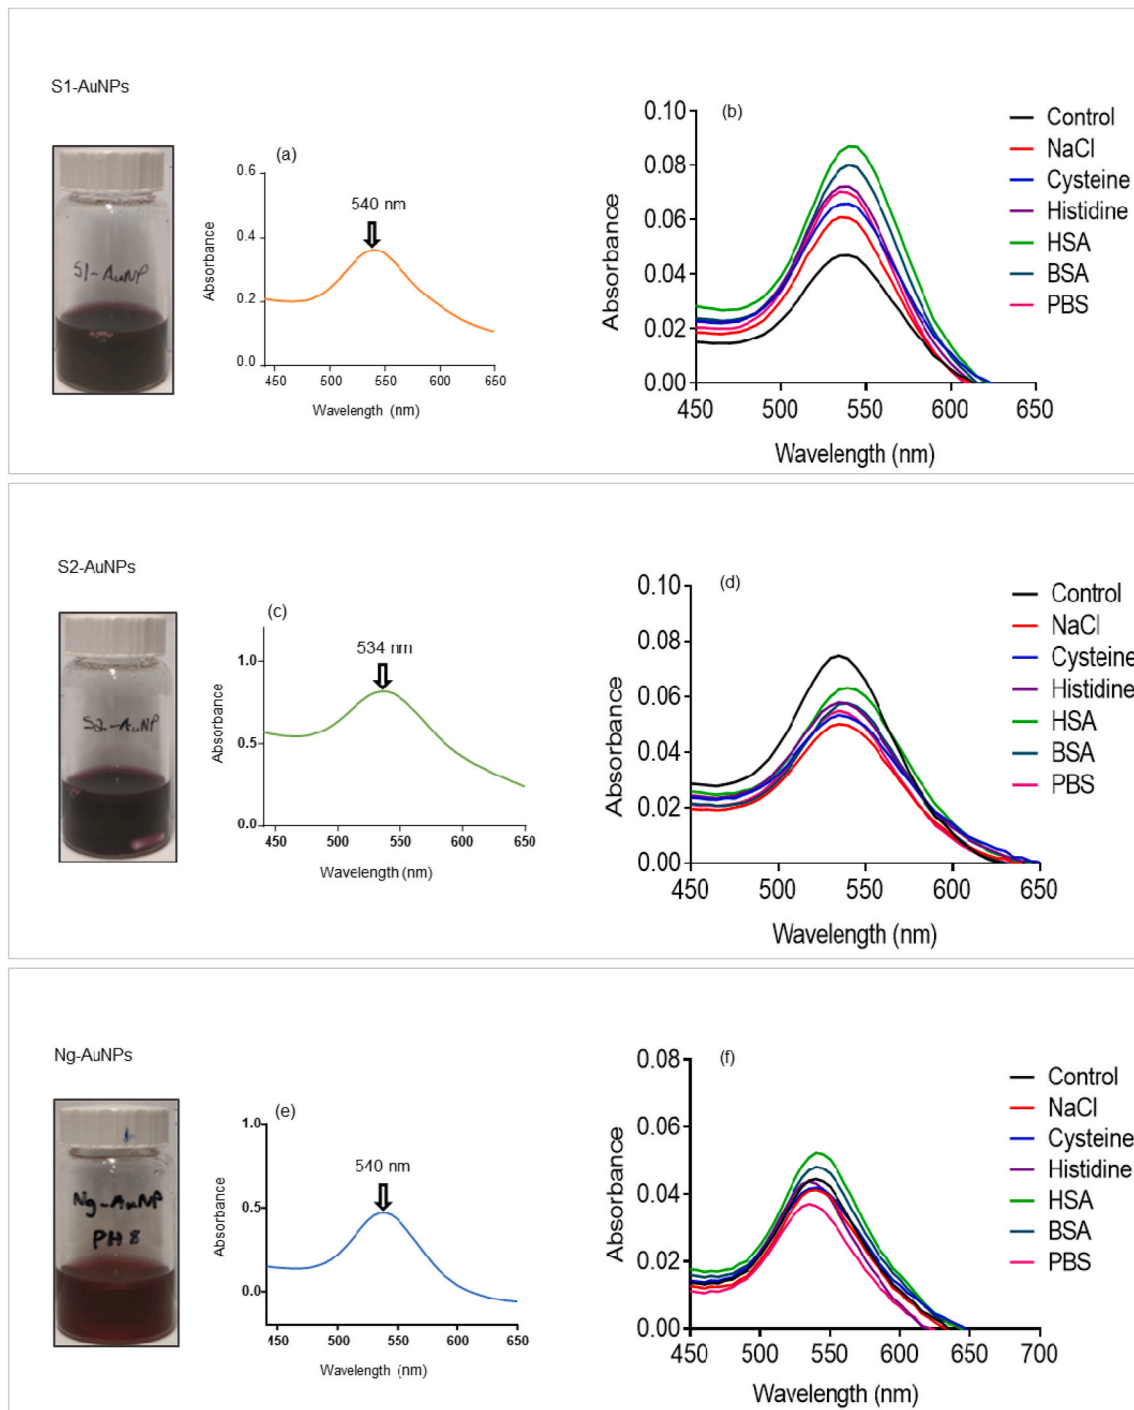 S1-AuNPs
S1-AuNP
(a)
540 nm
Absorbance
0.6
0.4
0.2
0.0
450 500 550 600 650
Wavelength (nm)
(b)
Absorbance
0.10
0.08
0.06
0.04
0.02
0.00
450 500 550 600 650
Wavelength (nm)
Control
NaCl
Cysteine
Histidine
HSA
BSA
PBS
S2-AuNPs
S2-AuNP
(c)
534 nm
Absorbance
1.0
0.5
0.0
450 500 550 600 650
Wavelength (nm)
(d)
Absorbance
0.10
0.08
0.06
0.04
0.02
0.00
450 500 550 600 650
Wavelength (nm)
Control
NaCl
Cysteine
Histidine
HSA
BSA
PBS
Ng-AuNPs
Ng-AuNP
PH 8
(e)
540 nm
Absorbance
1.0
0.5
0.0
450 500 550 600 650
Wavelength (nm)
(f)
Absorbance
0.08
0.06
0.04
0.02
0.00
450 500 550 600 650 700
Wavelength (nm)
Control
NaCl
Cysteine
Histidine
HSA
BSA
PBS